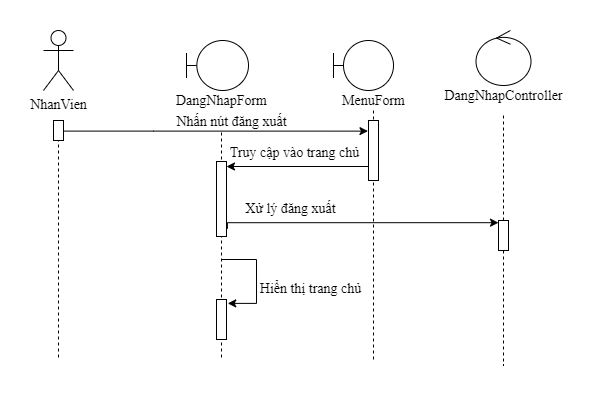 NhanVien
DangNhapForm
MenuForm
DangNhapController
Nhấn nút đăng xuất
Truy cập vào trang chủ
Xử lý đăng xuất
Hiển thị trang chủ